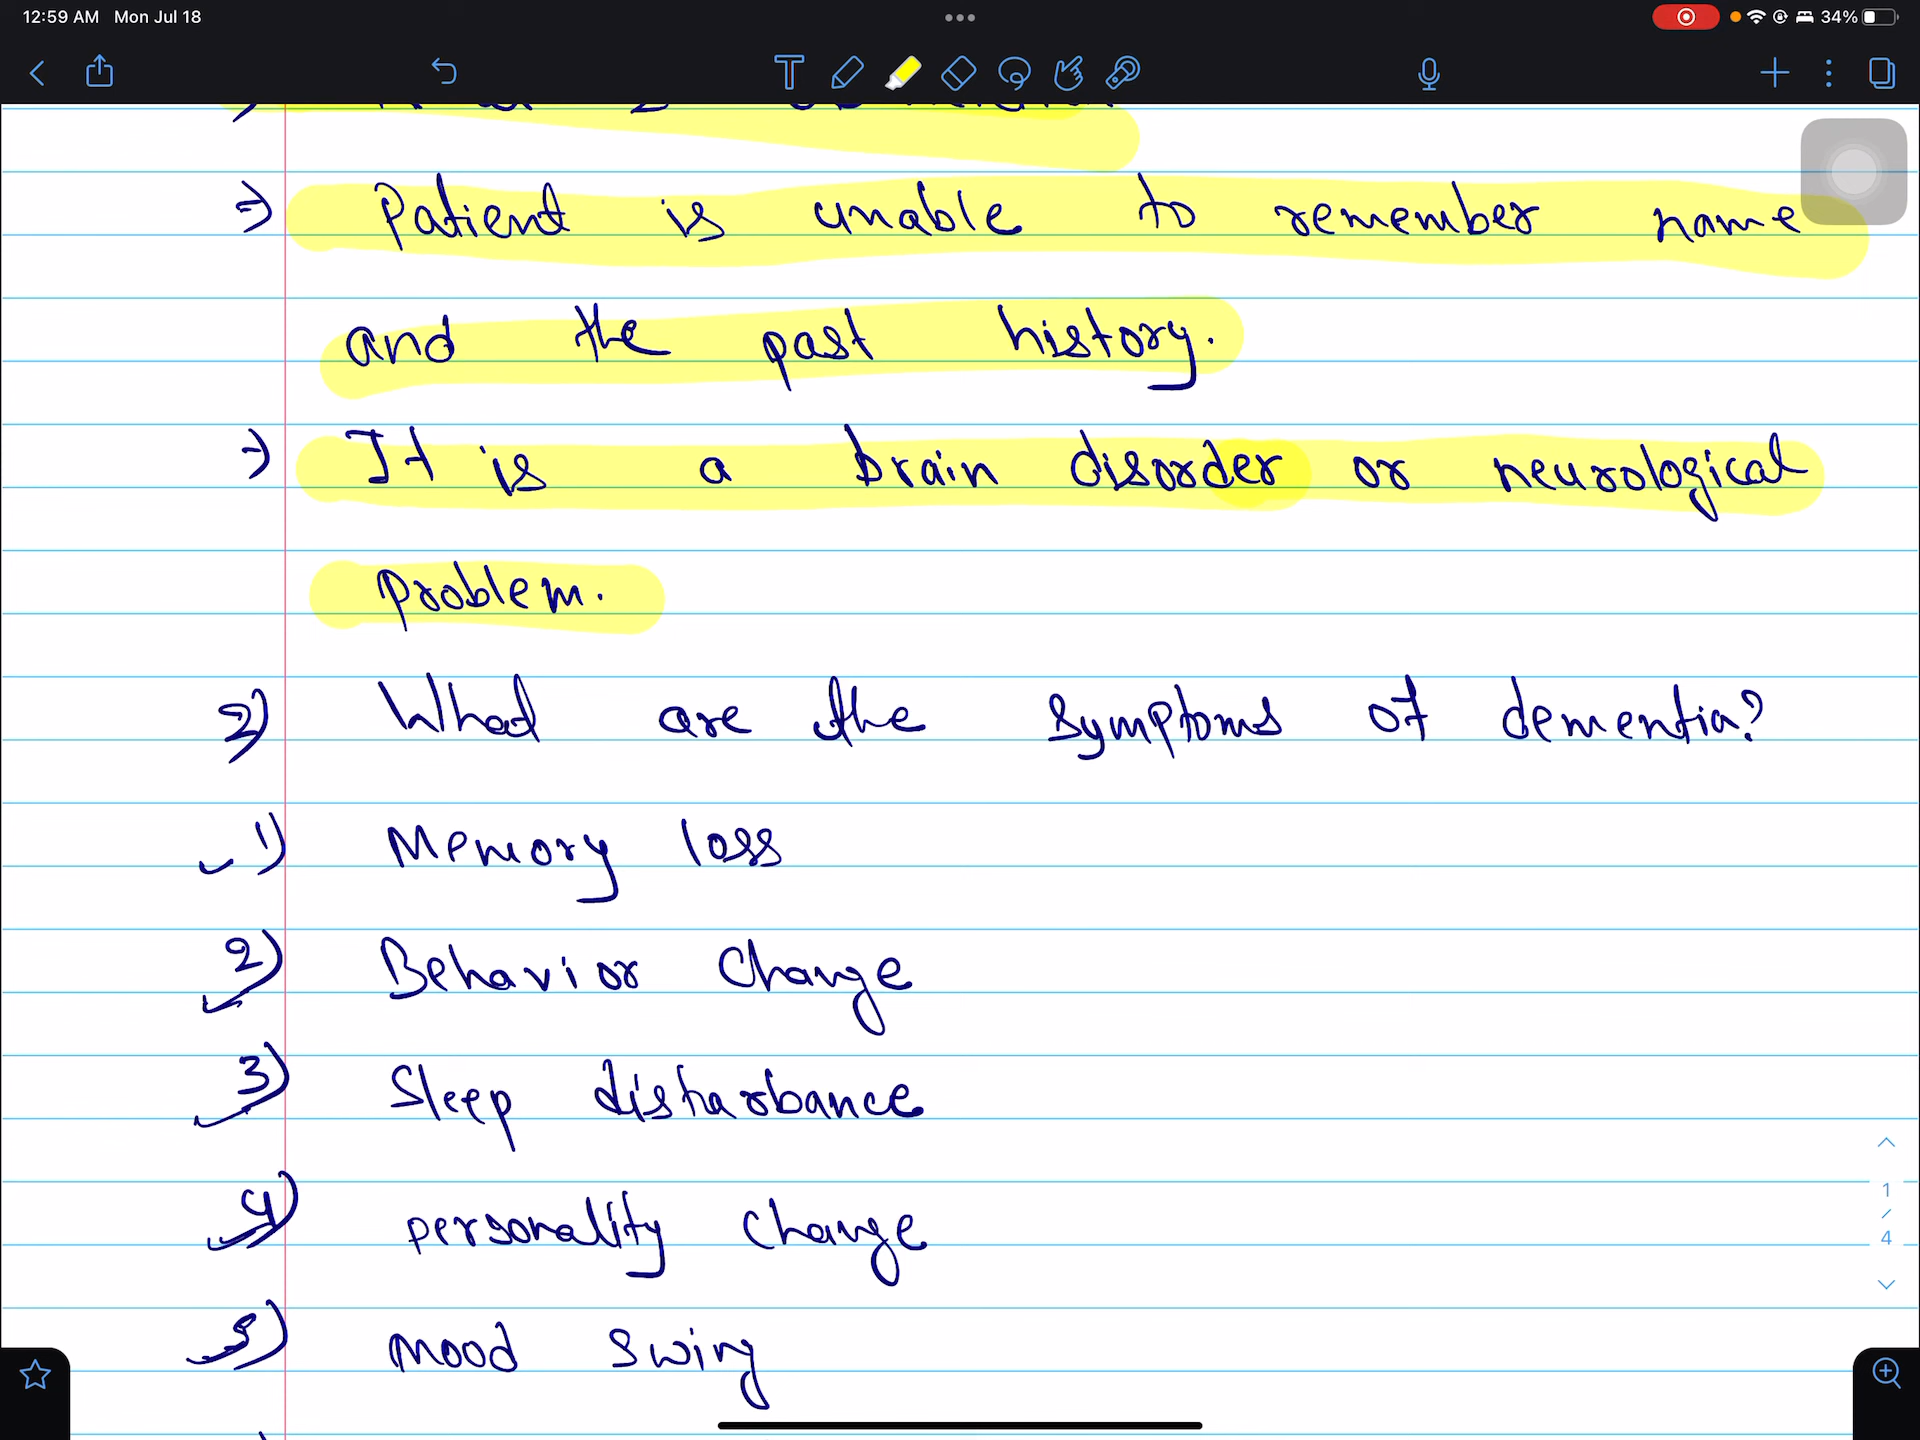 12:59 AM Mon Jul 18
34%
Patient is unable to remember name
and the past history.
It is a brain disorder or neurological
problem.
2) What are the symptoms of dementia?
1) Memory loss
2) Behavior change
3) Sleep disturbance
4) personality change
5) Mood swing
1
/
4